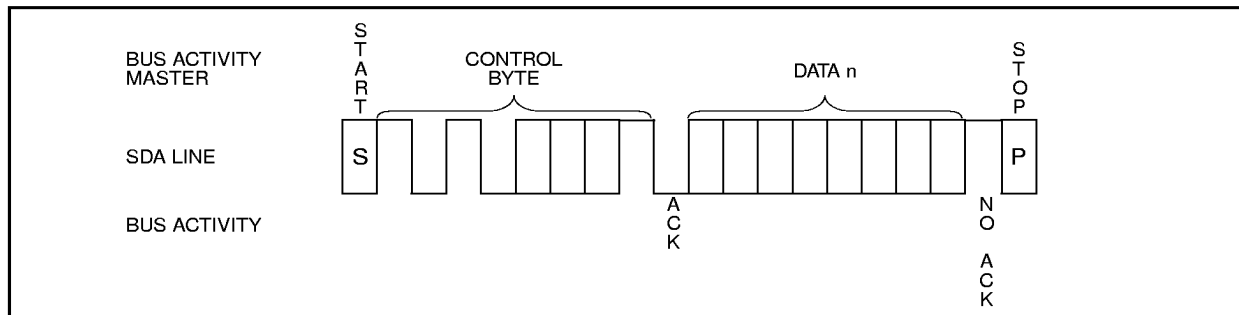 BUS ACTIVITY
MASTER
START
CONTROL
BYTE
DATA n
STOP
SDA LINE
S
P
BUS ACTIVITY
ACK
NO ACK